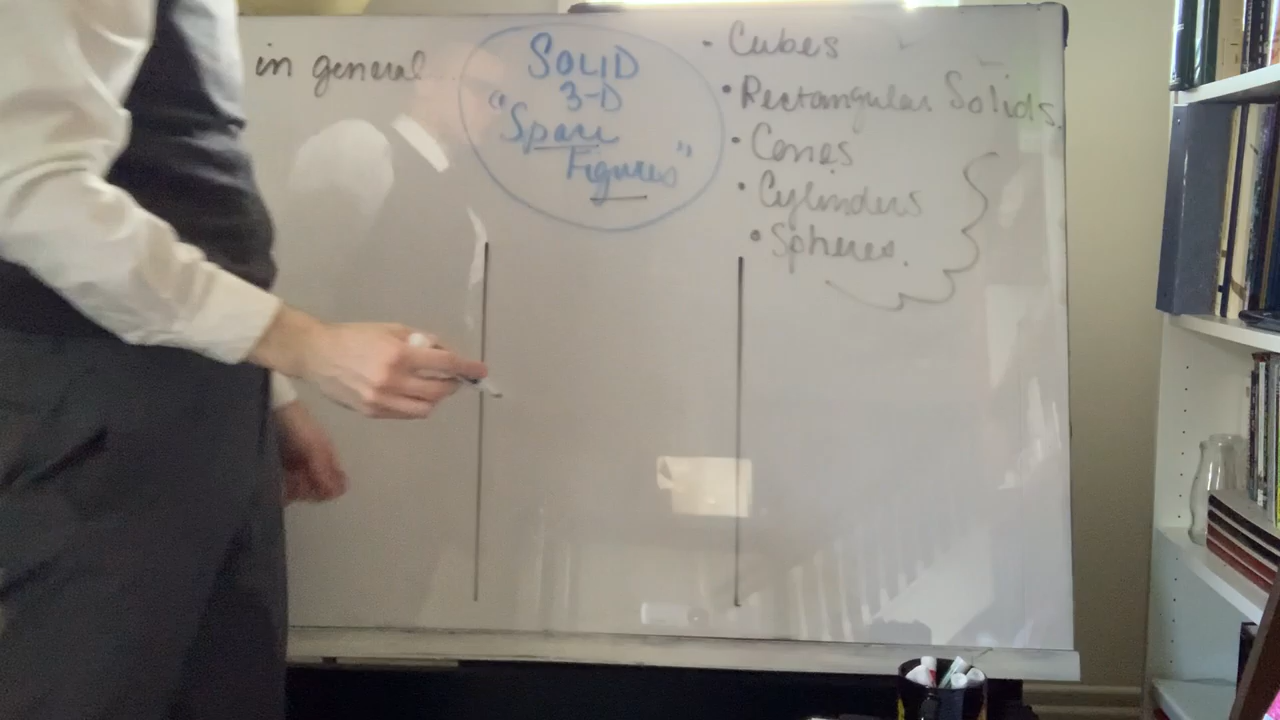 in general...
SOLID
3-D
"Space
Figures"
• Cubes
• Rectangular Solids.
• Cones
• Cylinders
• Spheres.